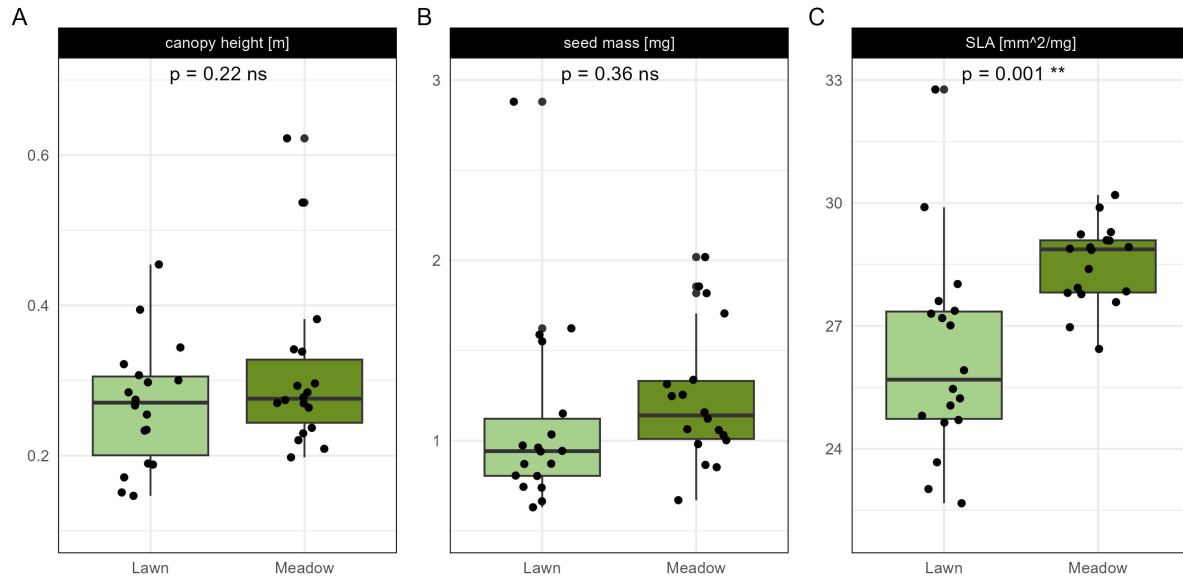 A
canopy height [m]
p = 0.22 ns
0.6
0.4
0.2
Lawn Meadow
B
seed mass [mg]
p = 0.36 ns
3
2
1
Lawn Meadow
C
SLA [mm^2/mg]
p = 0.001 **
33
30
27
24
Lawn Meadow